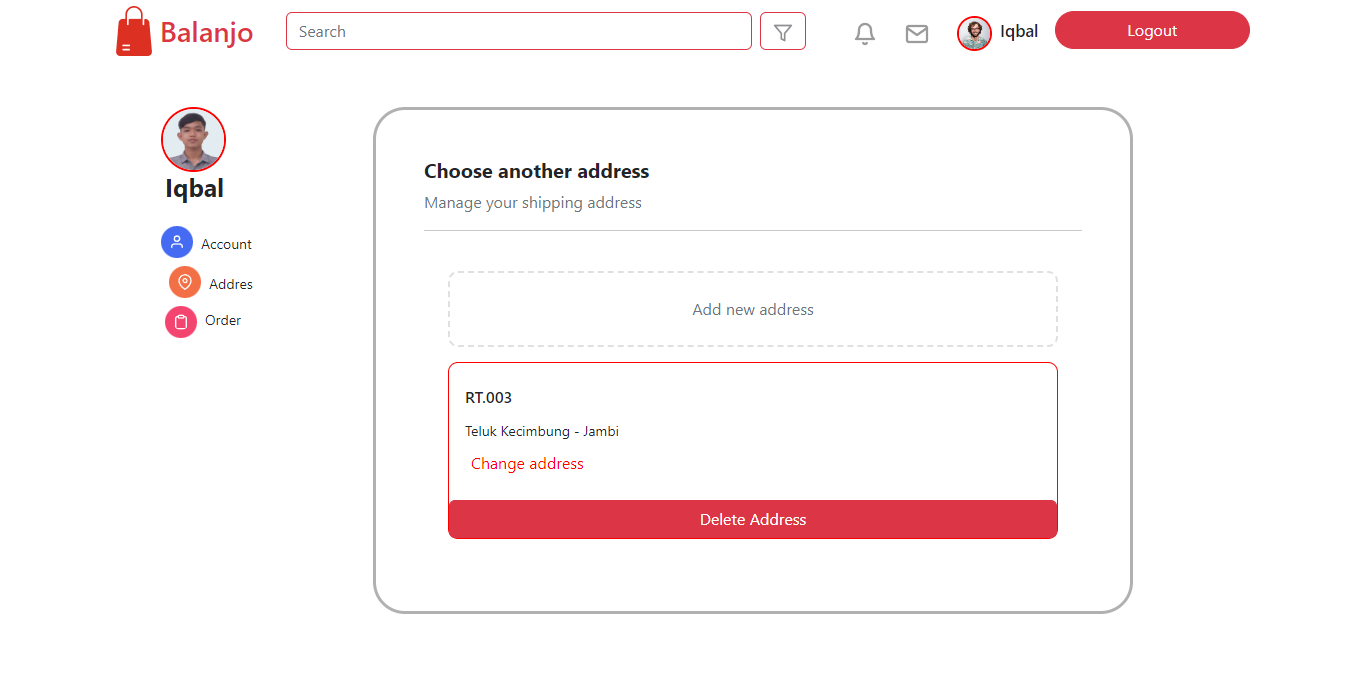 Balanjo
Search
Iqbal
Logout
Iqbal
Account
Addres
Order
Choose another address
Manage your shipping address
Add new address
RT.003
Teluk Kecimbung - Jambi
Change address
Delete Address